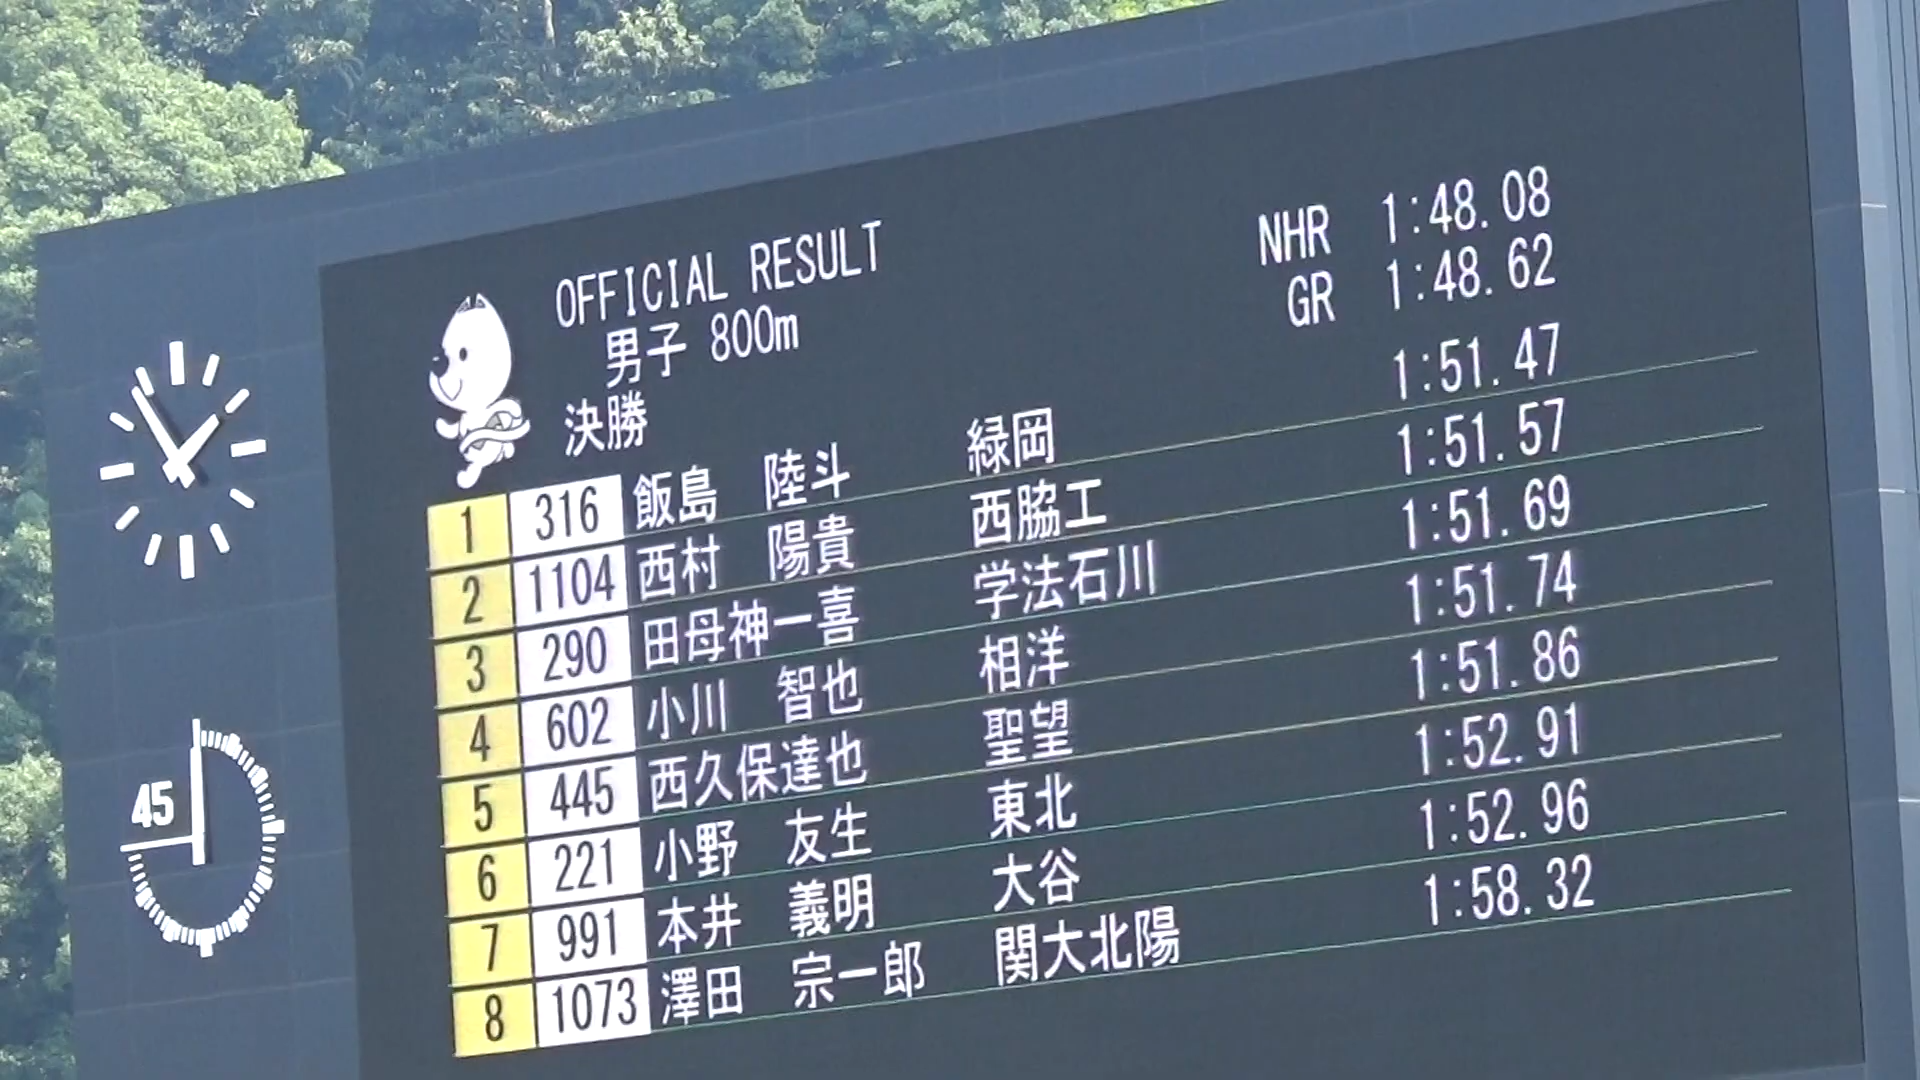 OFFICIAL RESULT
男子 800m
NHR 1:48.08
GR 1:48.62
決勝
1 316 飯島 陸斗 緑岡 1:51.47
2 1104 西村 陽貴 西脇工 1:51.57
3 290 田母神一喜 学法石川 1:51.69
4 602 小川 智也 相洋 1:51.74
5 445 西久保達也 聖望 1:51.86
6 221 小野 友生 東北 1:52.91
7 991 本井 義明 大谷 1:52.96
8 1073 澤田 宗一郎 関大北陽 1:58.32
45